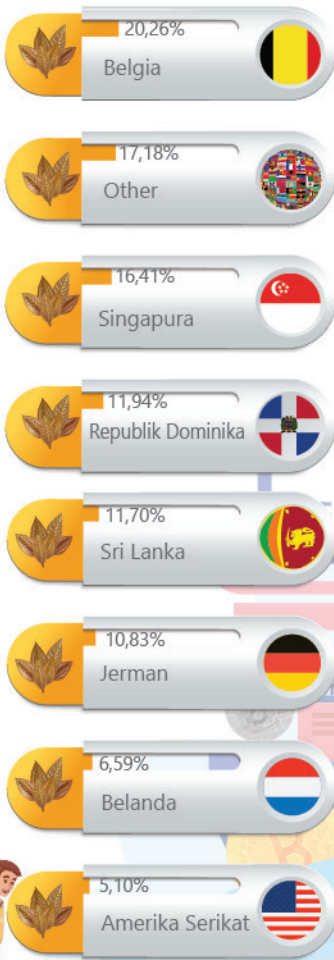 20,26%
Belgia
17,18%
Other
16,41%
Singapura
11,94%
Republik Dominika
11,70%
Sri Lanka
10,83%
Jerman
6,59%
Belanda
5,10%
Amerika Serikat